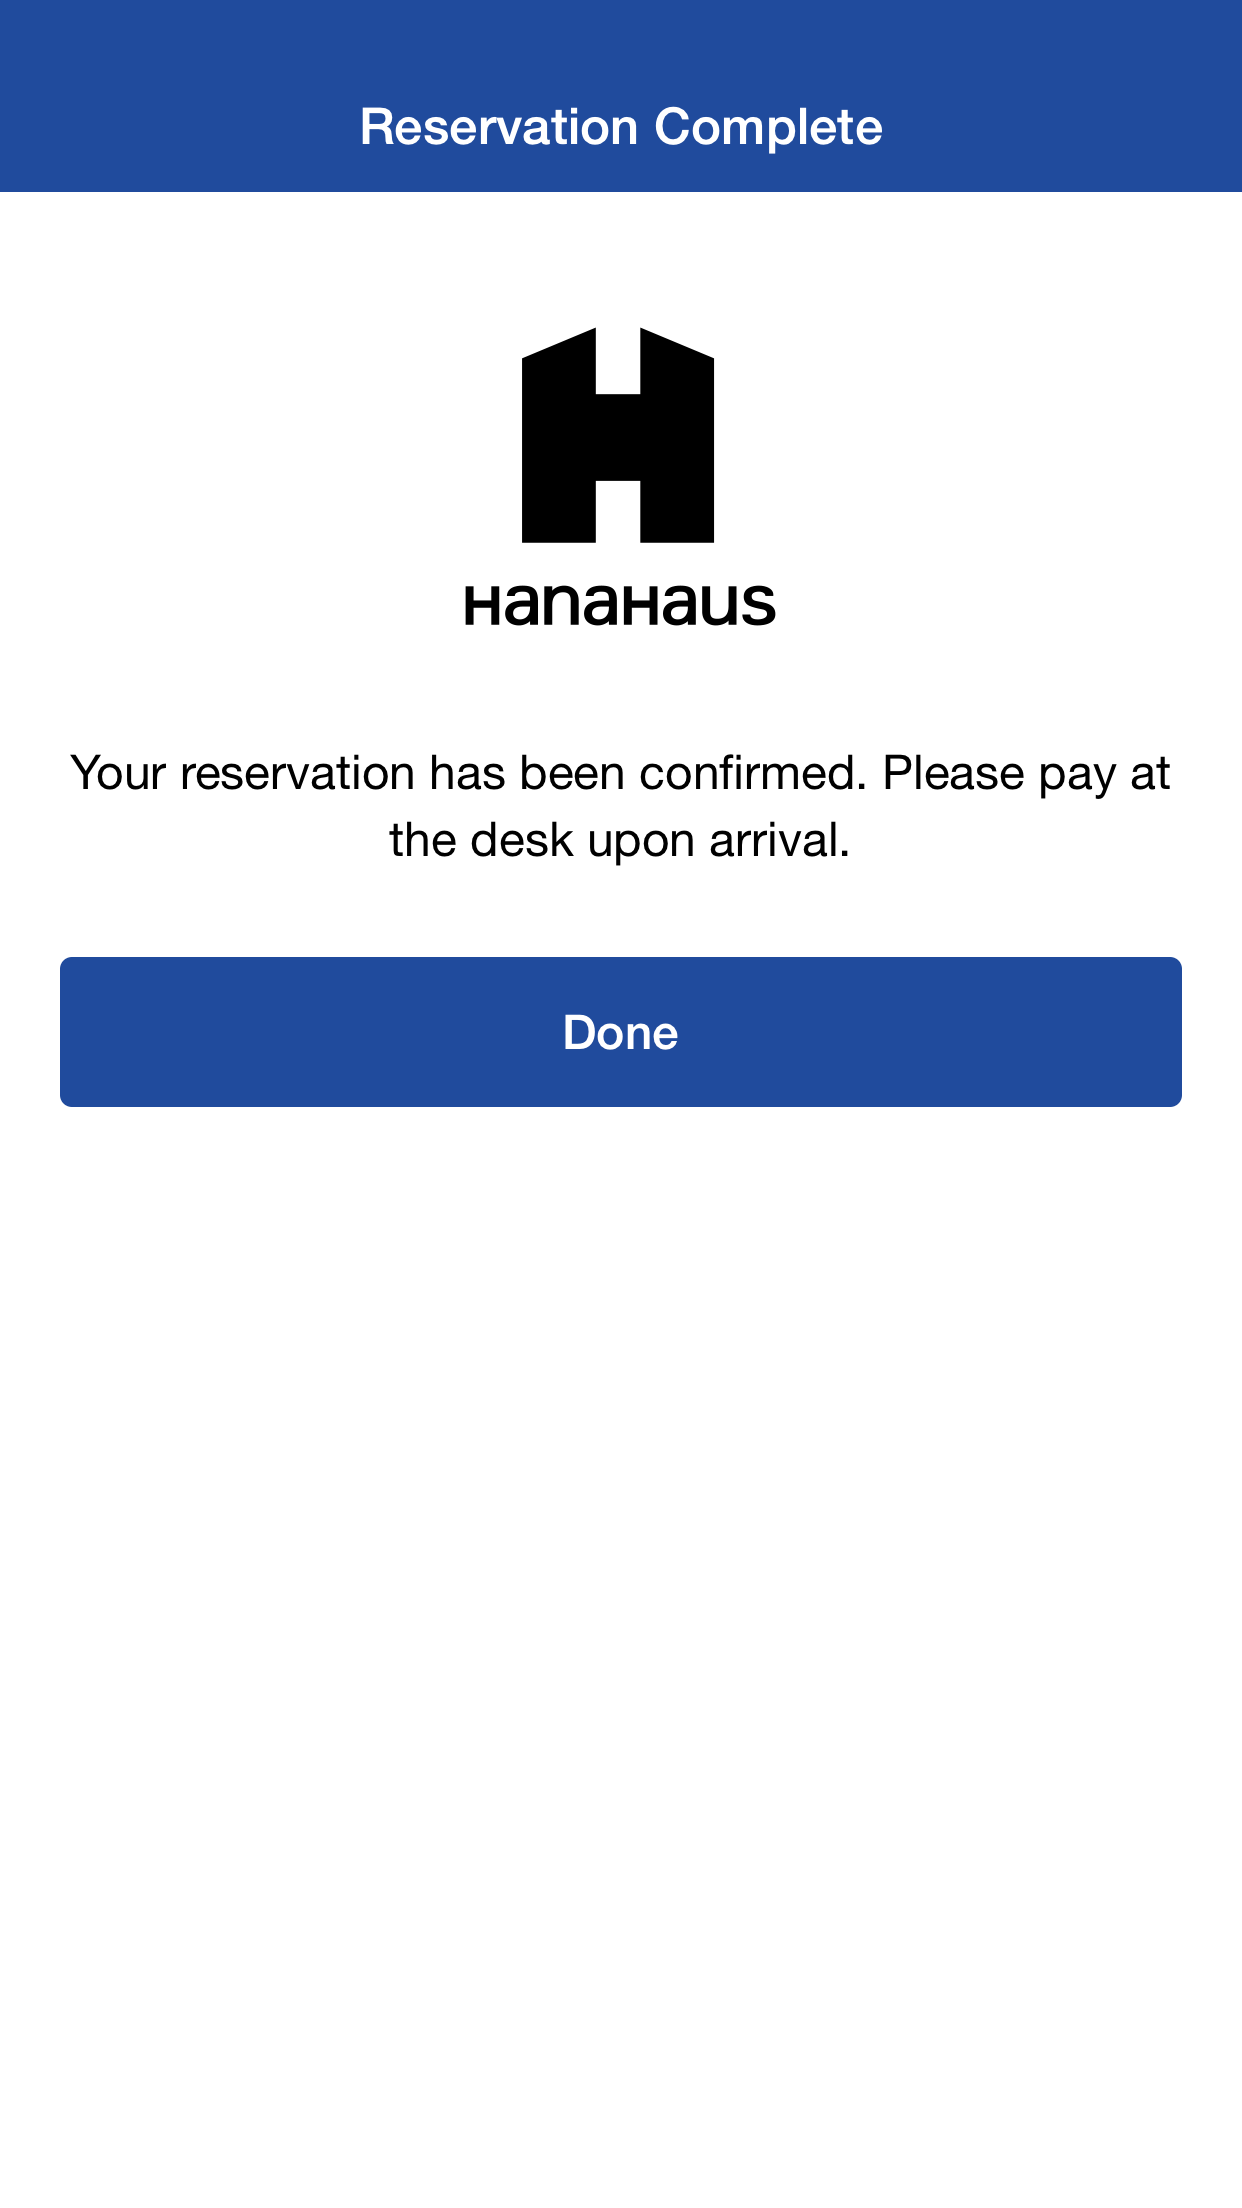 Reservation Complete
HanaHaus
Your reservation has been confirmed. Please pay at
the desk upon arrival.
Done